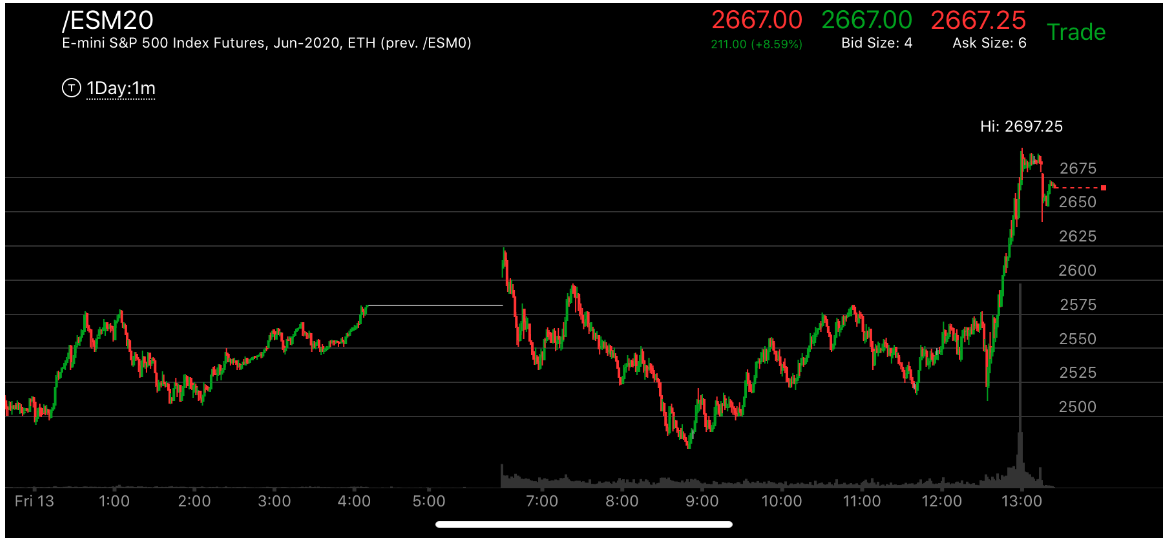 /ESM20
2667.00 2667.00 2667.25 Trade
E-mini S&P 500 Index Futures, Jun-2020, ETH (prev. /ESM0)
211.00 (+8.59%) Bid Size: 4 Ask Size: 6
T 1Day:1m
Hi: 2697.25
2675
2650
2625
2600
2575
2550
2525
2500
Fri 13 1:00 2:00 3:00 4:00 5:00 7:00 8:00 9:00 10:00 11:00 12:00 13:00